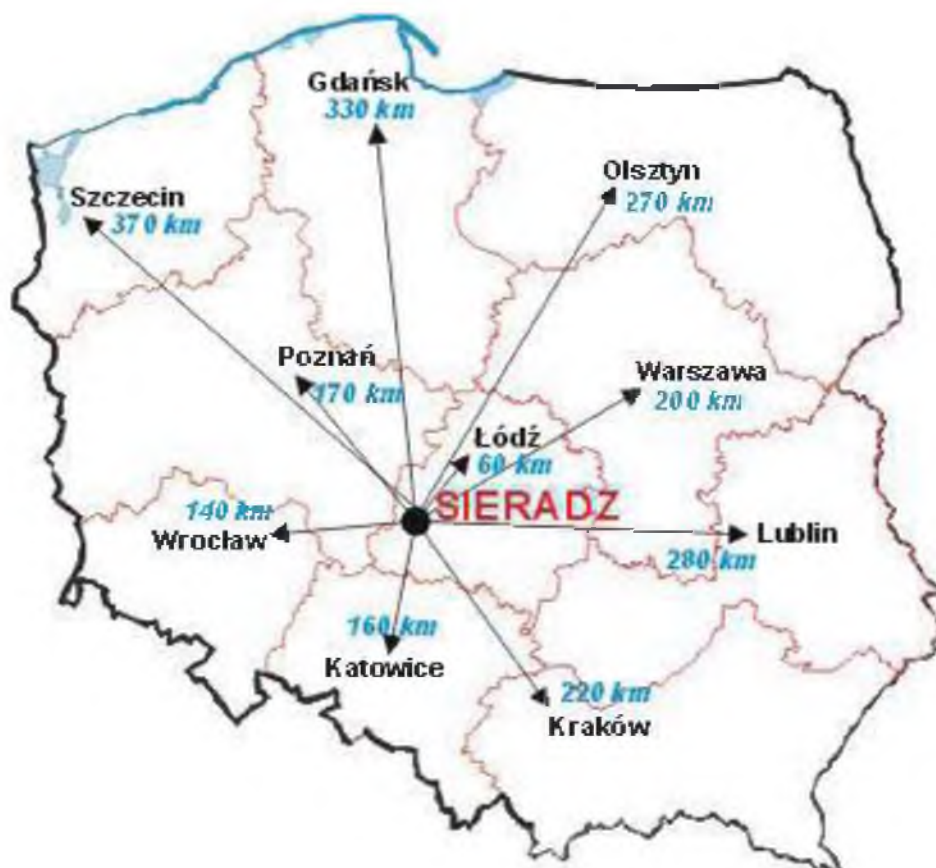 Gdańsk
330 km
Olsztyn
270 km
Szczecin
370 km
Poznań
170 km
Warszawa
200 km
Łódź
60 km
SIERADZ
140 km
Wrocław
Lublin
280 km
160 km
Katowice
220 km
Kraków